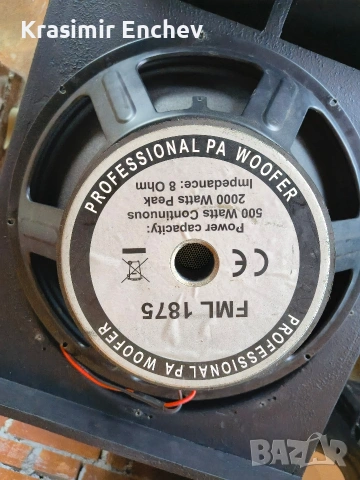 Krasimir Enchev
PROFESSIONAL PA WOOFER
FML 1875
CE
Power capacity:
500 Watts Continuous
2000 Watts Peak
Impedance: 8 Ohm
PROFESSIONAL PA WOOFER
BAZAR